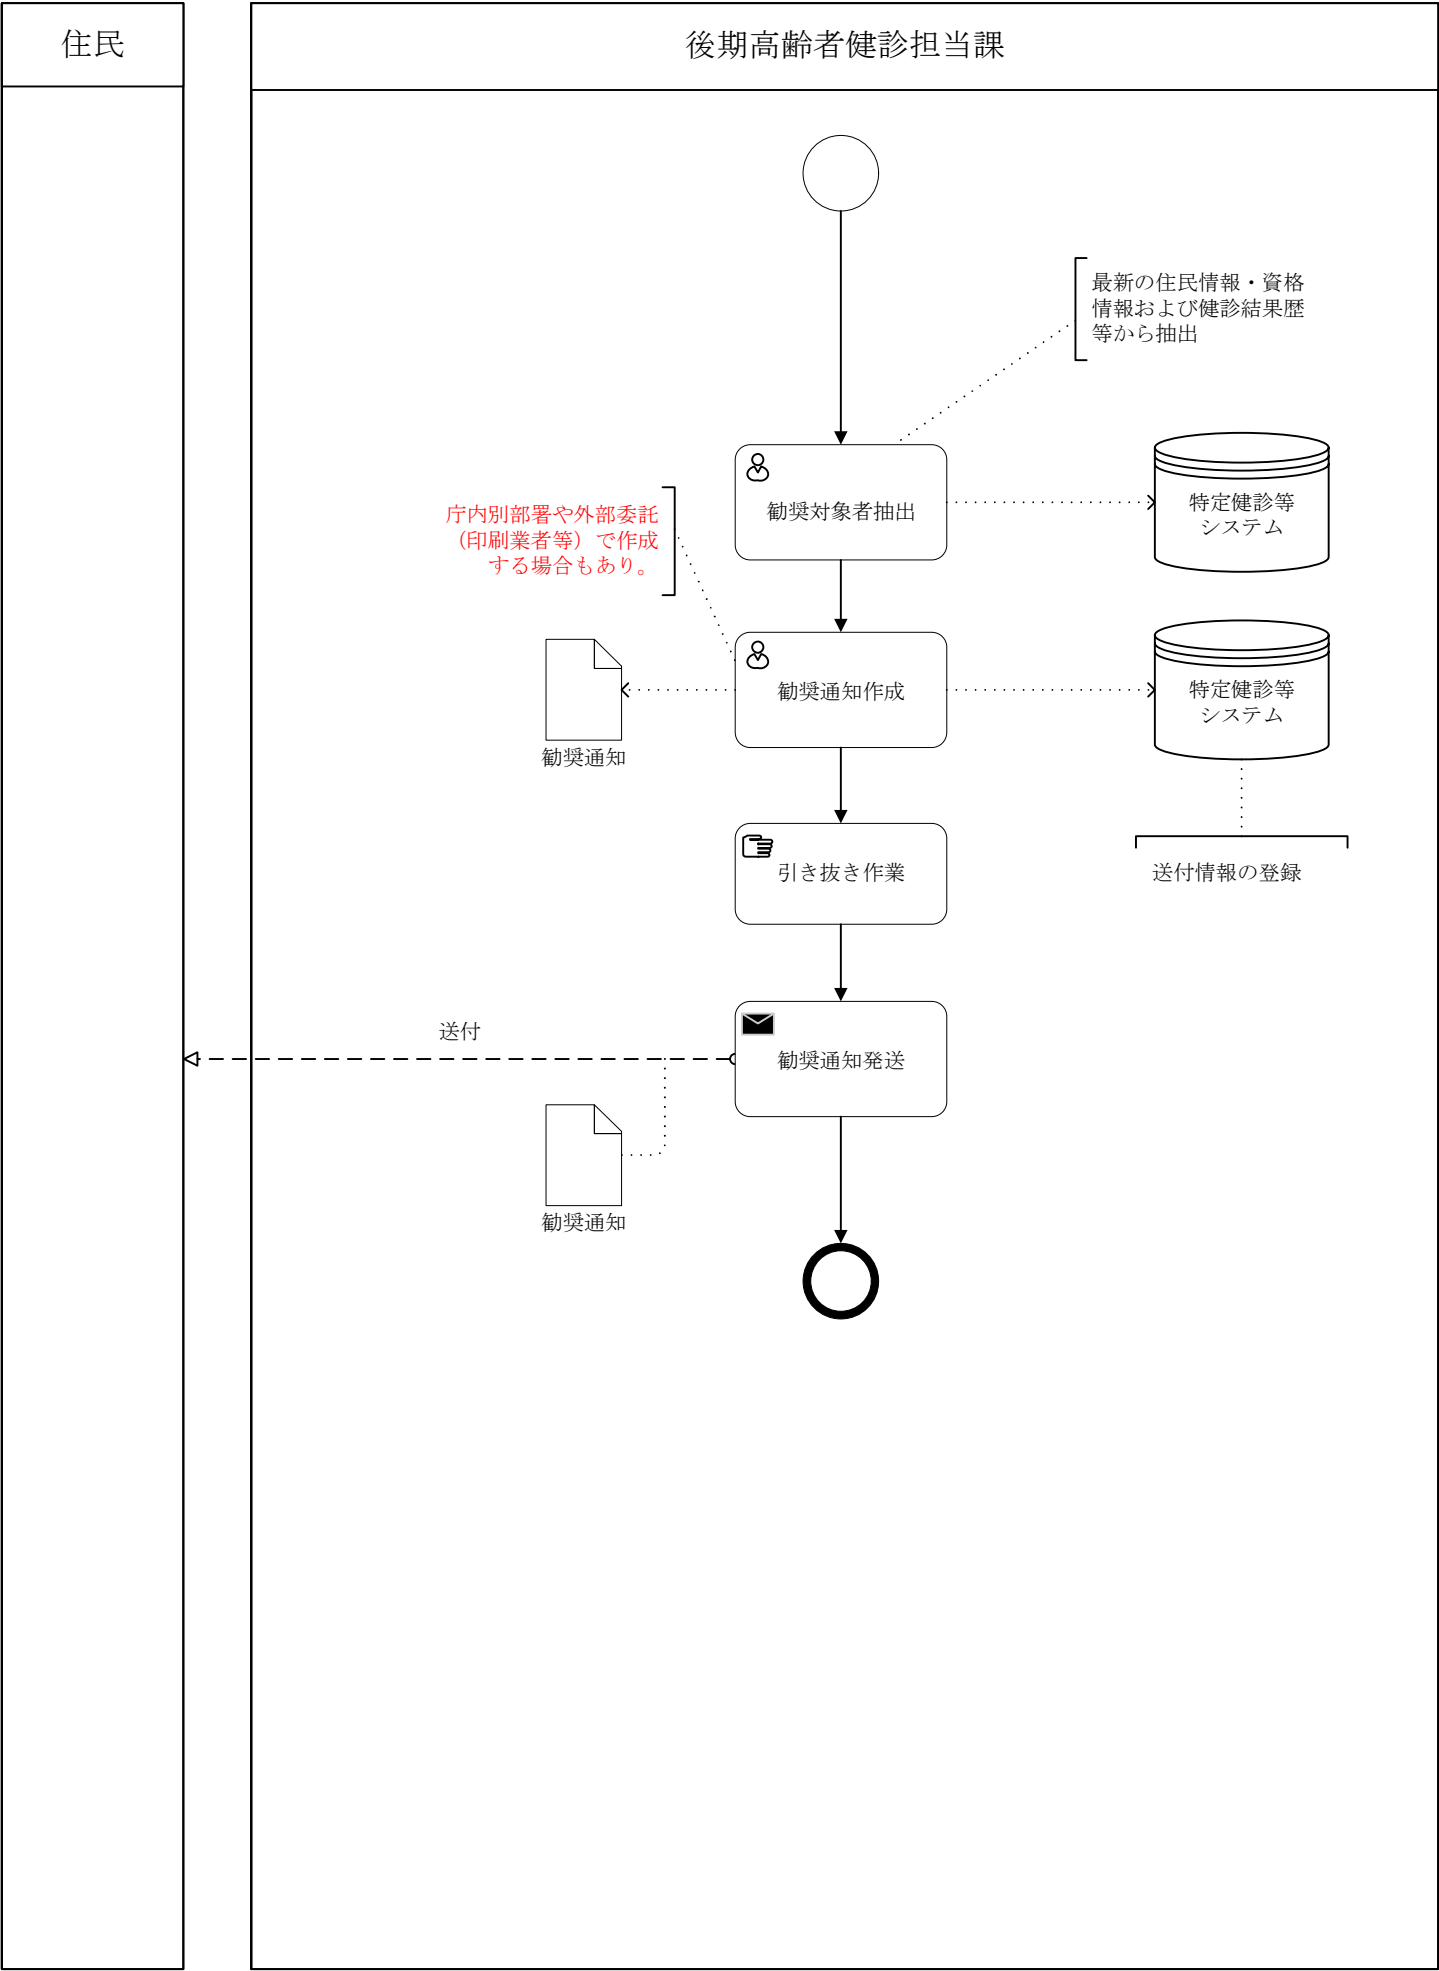 住民
後期高齢者健診担当課
最新の住民情報・資格
情報および健診結果歴
等から抽出
勧奨対象者抽出
特定健診等
システム
庁内別部署や外部委託
（印刷業者等）で作成
する場合もあり。
勧奨通知作成
特定健診等
システム
勧奨通知
引き抜き作業
送付情報の登録
送付
勧奨通知発送
勧奨通知